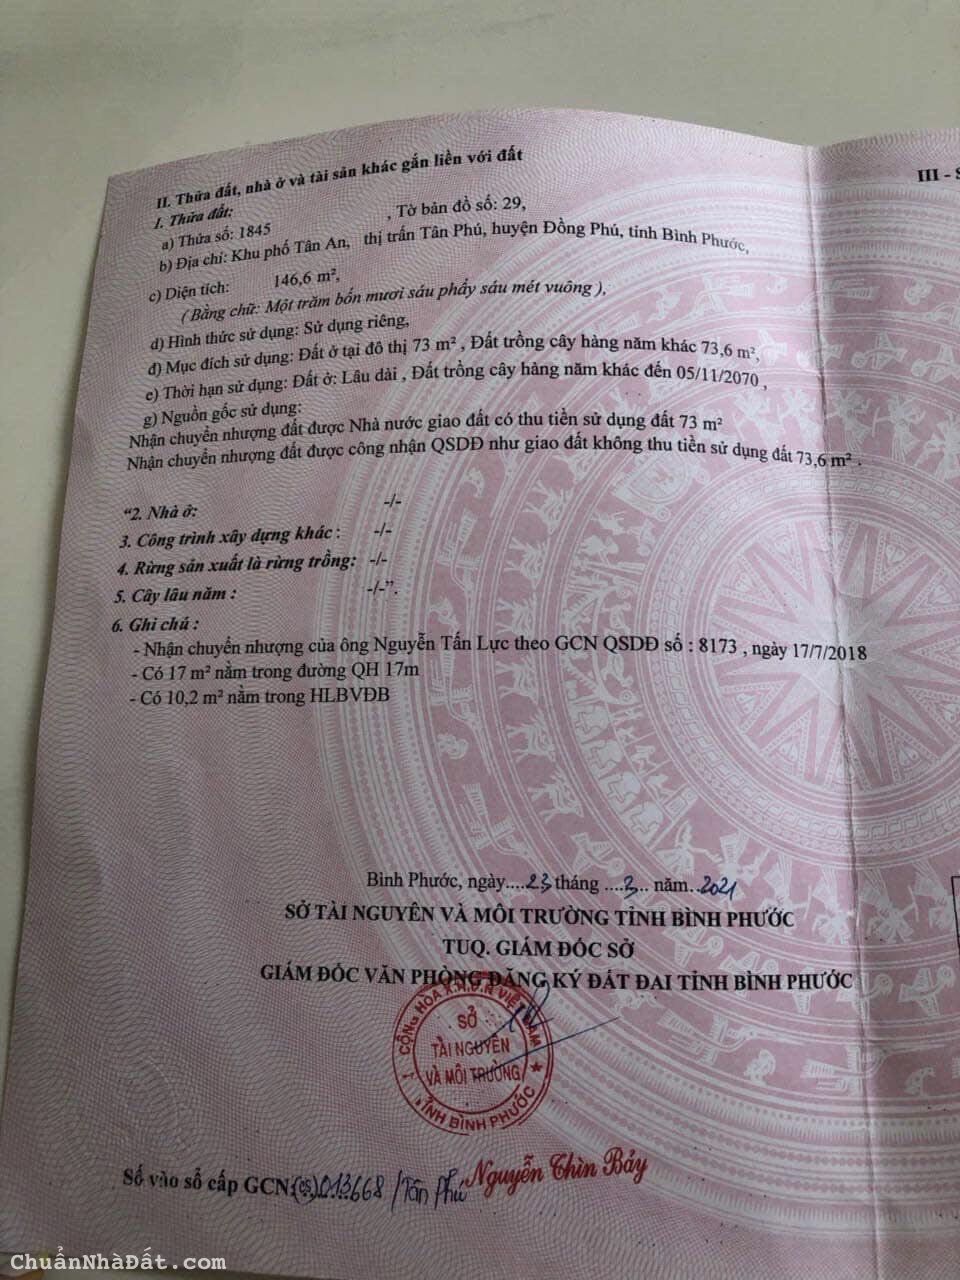 II. Thửa đất, nhà ở và tài sản khác gắn liền với đất
III - S
1. Thửa đất:
a) Thửa số: 1845 , Tờ bản đồ số: 29,
b) Địa chỉ: Khu phố Tân An, thị trấn Tân Phú, huyện Đồng Phú, tỉnh Bình Phước,
c) Diện tích: 146,6 m²,
( Bằng chữ: Một trăm bốn mươi sáu phẩy sáu mét vuông ),
d) Hình thức sử dụng: Sử dụng riêng,
đ) Mục đích sử dụng: Đất ở tại đô thị 73 m² , Đất trồng cây hàng năm khác 73,6 m²,
e) Thời hạn sử dụng: Đất ở: Lâu dài , Đất trồng cây hàng năm khác đến 05/11/2070 ,
g) Nguồn gốc sử dụng:
Nhận chuyển nhượng đất được Nhà nước giao đất có thu tiền sử dụng đất 73 m²
Nhận chuyển nhượng đất được công nhận QSDĐ như giao đất không thu tiền sử dụng đất 73,6 m² .
“2. Nhà ở: -/-
3. Công trình xây dựng khác : -/-
4. Rừng sản xuất là rừng trồng: -/-
5. Cây lâu năm : -/-”.
6. Ghi chú :
- Nhận chuyển nhượng của ông Nguyễn Tấn Lực theo GCN QSDĐ số : 8173 , ngày 17/7/2018
- Có 17 m² nằm trong đường QH 17m
- Có 10,2 m² nằm trong HLBVĐB
Bình Phước, ngày....23 tháng ....3.. năm..2021
SỞ TÀI NGUYÊN VÀ MÔI TRƯỜNG TỈNH BÌNH PHƯỚC
TUQ. GIÁM ĐỐC SỞ
GIÁM ĐỐC VĂN PHÒNG ĐĂNG KÝ ĐẤT ĐAI TỈNH BÌNH PHƯỚC
CỘNG HÒA X.H.C.N VIỆT NAM
SỞ
TÀI NGUYÊN
VÀ MÔI TRƯỜNG
TỈNH BÌNH PHƯỚC
Nguyễn Thìn Bảy
Số vào sổ cấp GCN:(CS)013668/Tân Phú
ChuẩnNhàĐất.com